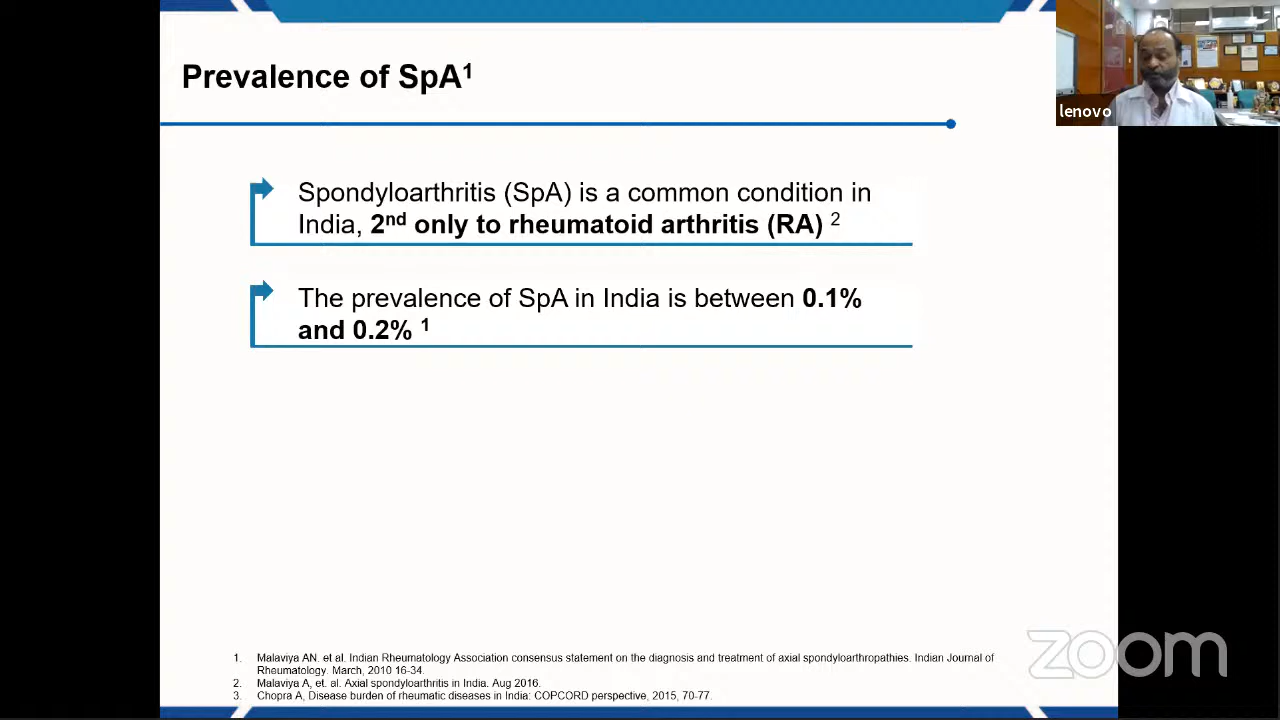 Prevalence of SpA¹
lenovo
Spondyloarthritis (SpA) is a common condition in
India, 2nd only to rheumatoid arthritis (RA) 2
The prevalence of SpA in India is between 0.1%
and 0.2% 1
1. Malaviya AN. et al. Indian Rheumatology Association consensus statement on the diagnosis and treatment of axial spondyloarthropathies. Indian Journal of
Rheumatology. March, 2010 16-34
2. Malaviya A, et. al. Axial spondyloarthritis in India. Aug 2016.
3. Chopra A, Disease burden of rheumatic diseases in India: COPCORD perspective, 2015, 70-77.
zoom